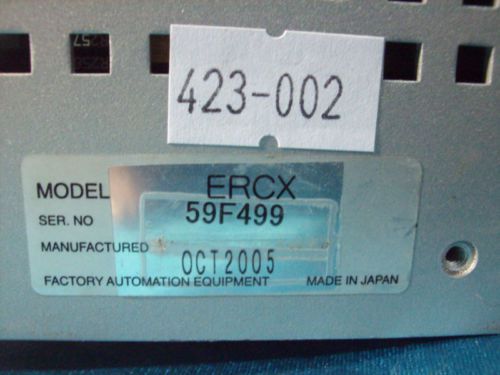 423-002
MODEL ERCX
SER. NO 59F499
MANUFACTURED OCT2005
FACTORY AUTOMATION EQUIPMENT MADE IN JAPAN